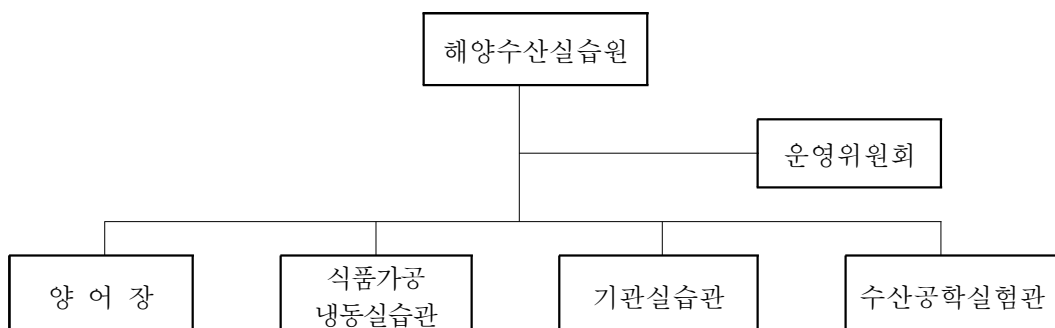 해양수산실습원
운영위원회
양 어 장
식품가공
냉동실습관
기관실습관
수산공학실험관